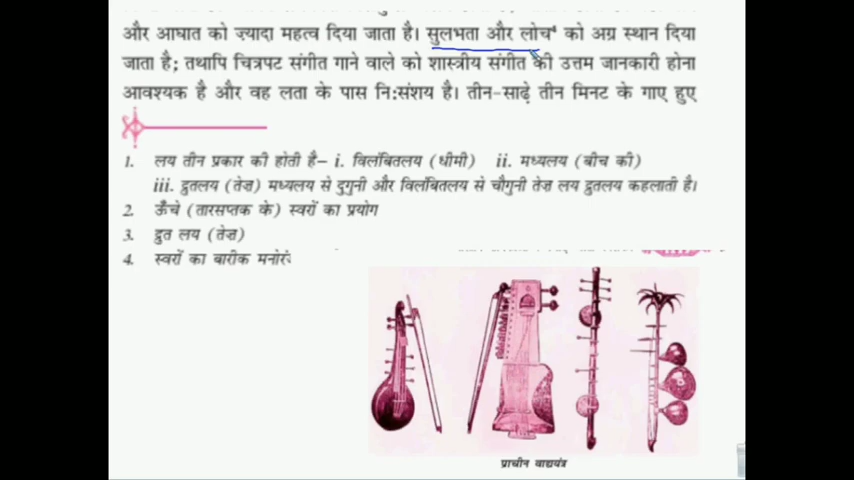 और आघात को ज़्यादा महत्व दिया जाता है। सुलभता और लोच⁴ को अग्र स्थान दिया
जाता है; तथापि चित्रपट संगीत गाने वाले को शास्त्रीय संगीत की उत्तम जानकारी होना
आवश्यक है और वह लता के पास नि:संशय है। तीन-साढ़े तीन मिनट के गाए हुए
1. लय तीन प्रकार की होती है– i. विलंबितलय (धीमी) ii. मध्यलय (बीच की)
iii. द्रुतलय (तेज़) मध्यलय से दुगुनी और विलंबितलय से चौगुनी तेज़ लय द्रुतलय कहलाती है।
2. ऊँचे (तारसप्तक के) स्वरों का प्रयोग
3. द्रुत लय (तेज़)
4. स्वरों का बारीक
प्राचीन वाद्ययंत्र